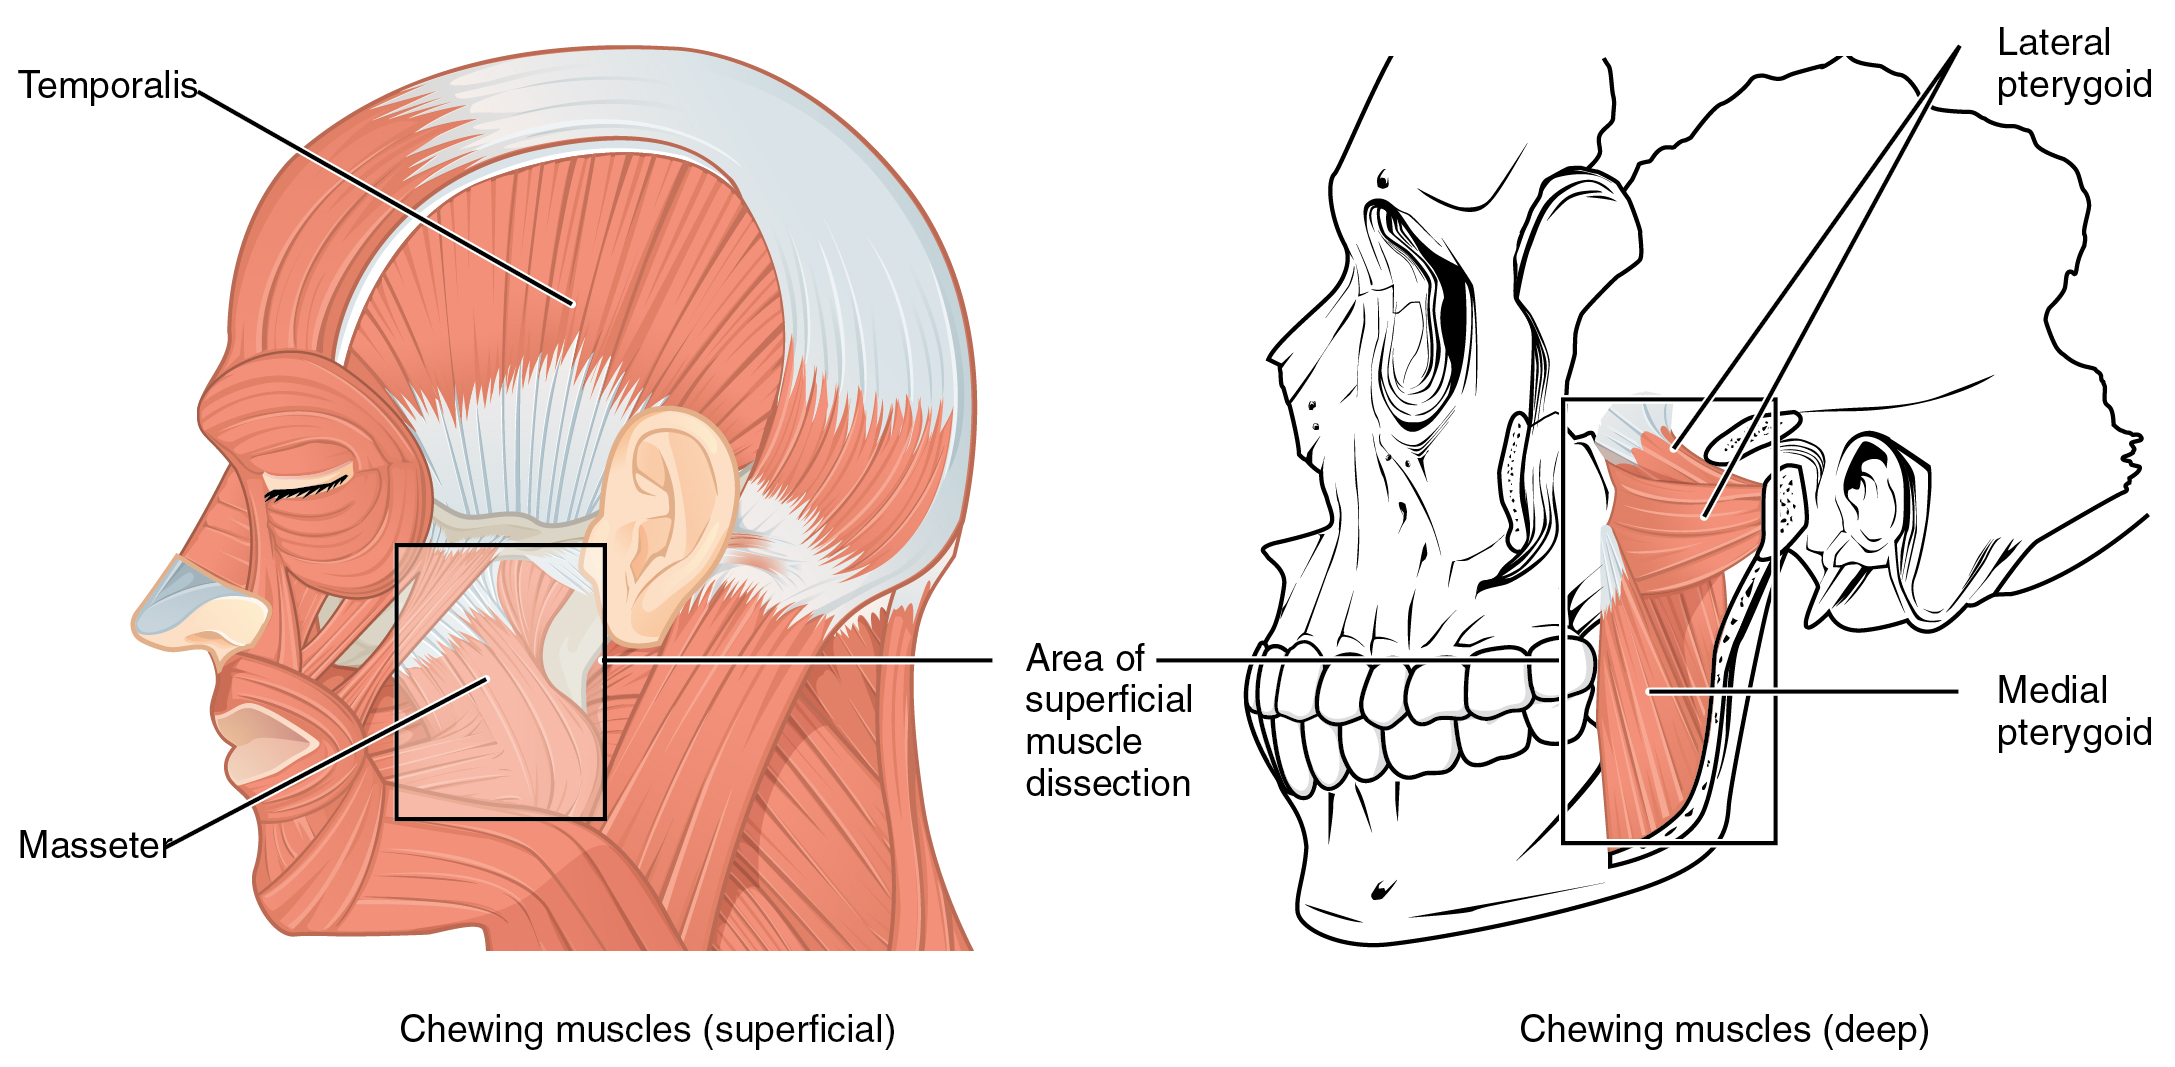 Temporalis
Masseter
Area of
superficial
muscle
dissection
Lateral
pterygoid
Medial
pterygoid
Chewing muscles (superficial)
Chewing muscles (deep)